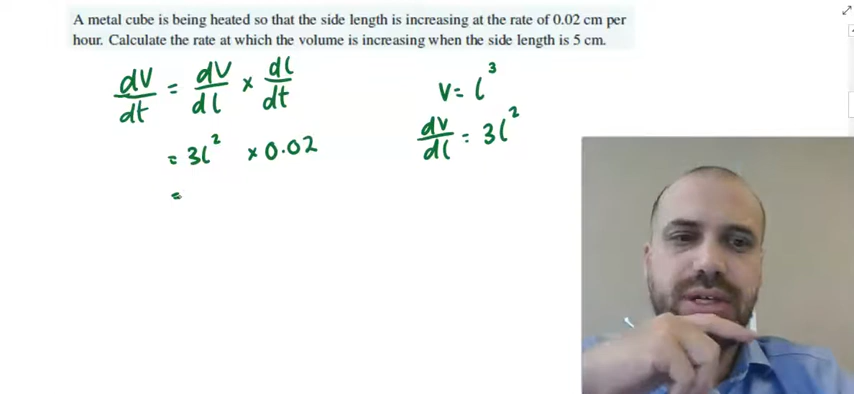 A metal cube is being heated so that the side length is increasing at the rate of 0.02 cm per
hour. Calculate the rate at which the volume is increasing when the side length is 5 cm.
dV/dt = dV/dl × dl/dt
= 3l² × 0.02
=
V = l³
dv/dl = 3l²